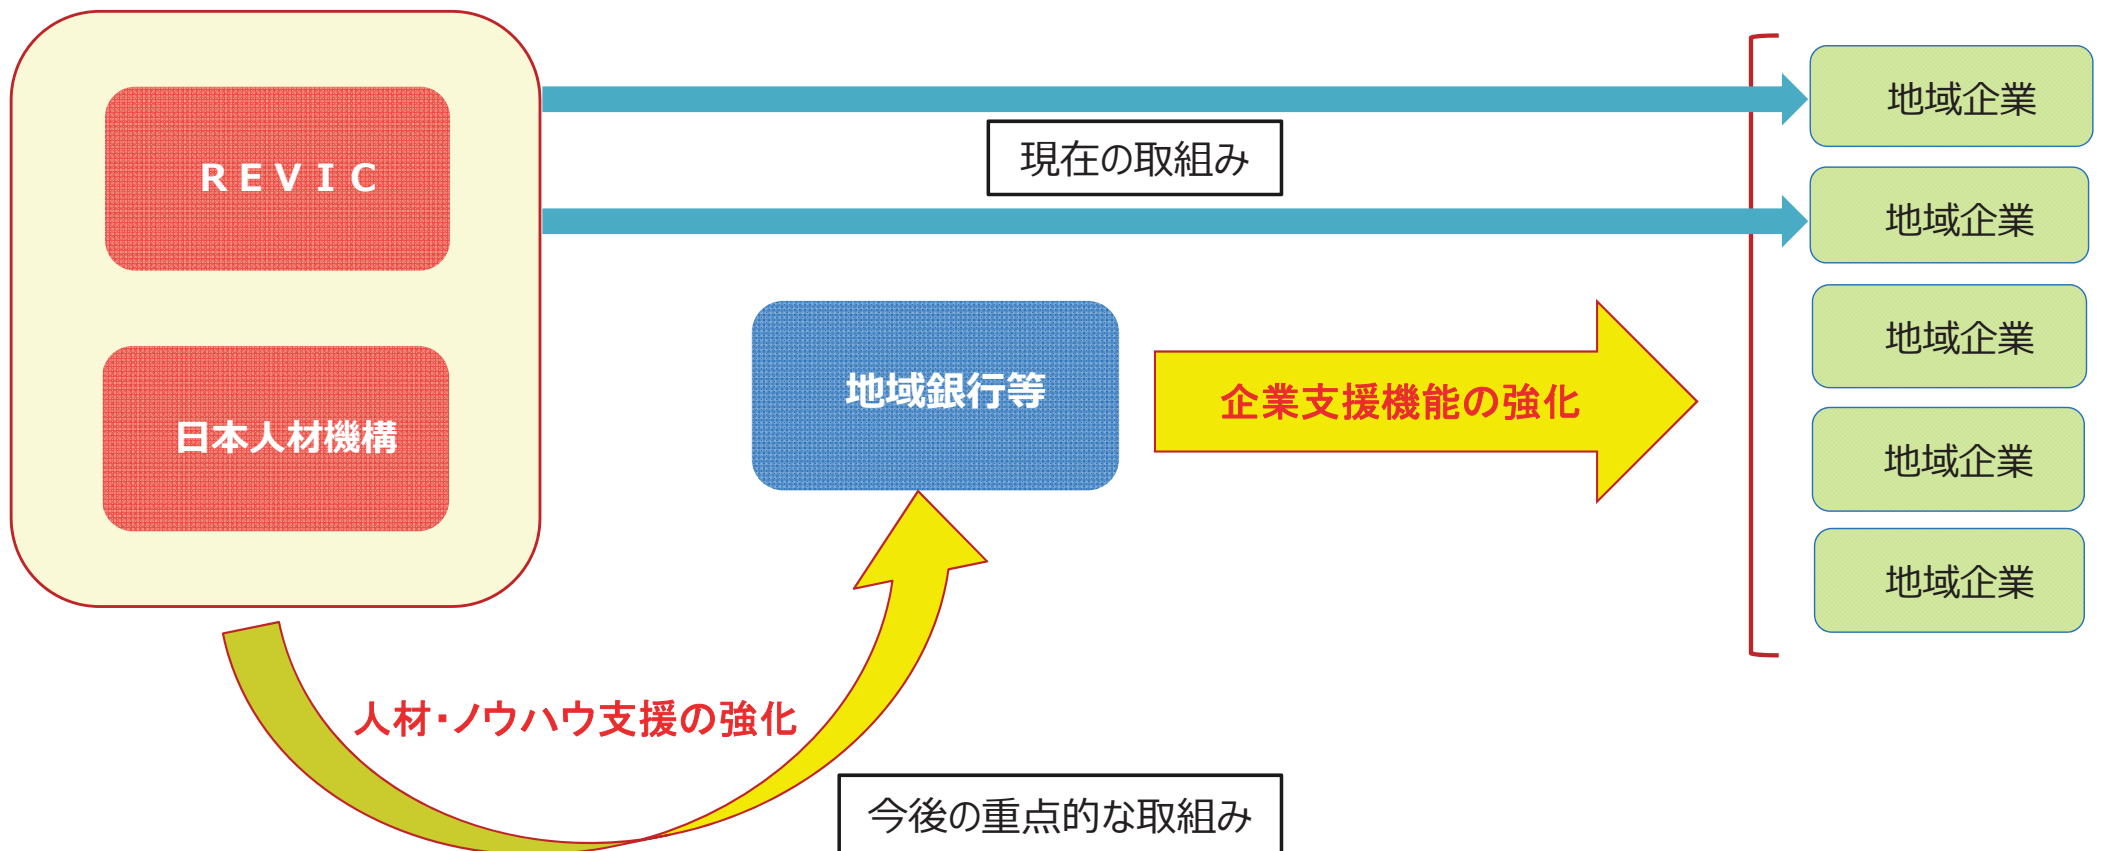 ＲＥＶＩＣ
日本人材機構
現在の取組み
地域銀行等
企業支援機能の強化
人材・ノウハウ支援の強化
今後の重点的な取組み
地域企業
地域企業
地域企業
地域企業
地域企業